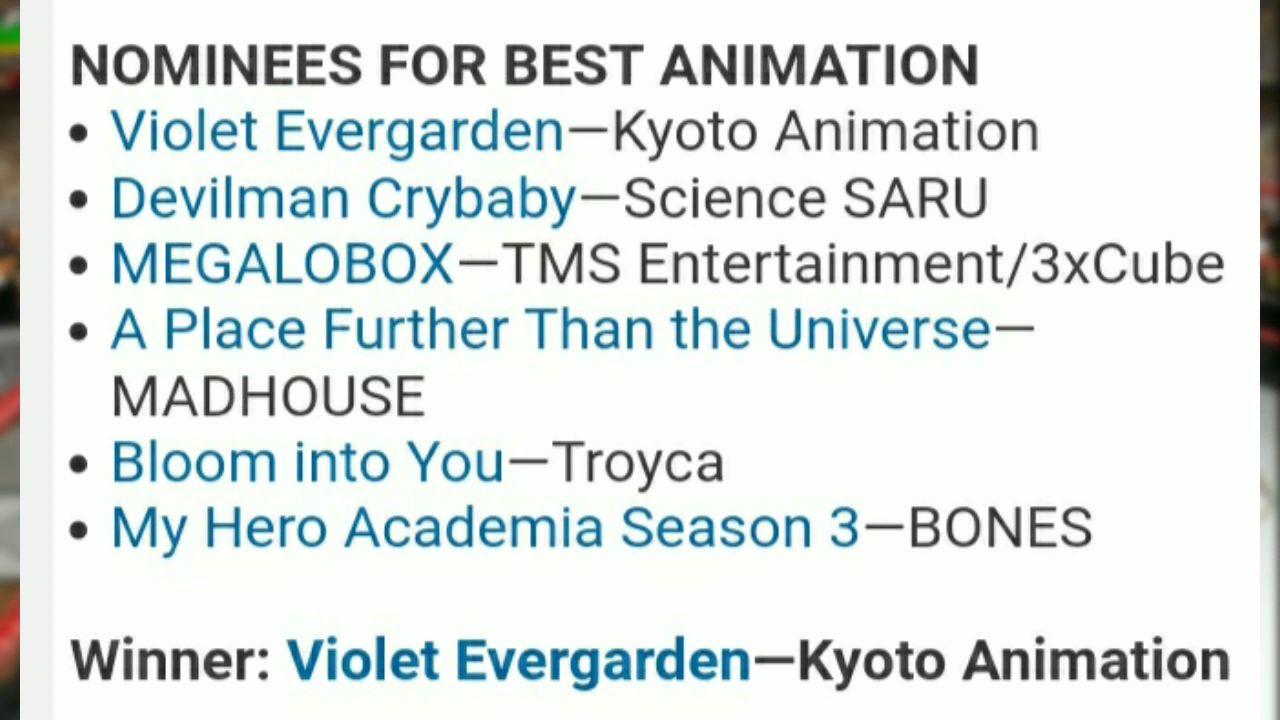 NOMINEES FOR BEST ANIMATION
• Violet Evergarden—Kyoto Animation
• Devilman Crybaby—Science SARU
• MEGALOBOX—TMS Entertainment/3xCube
• A Place Further Than the Universe—
MADHOUSE
• Bloom into You—Troyca
• My Hero Academia Season 3—BONES
Winner: Violet Evergarden—Kyoto Animation